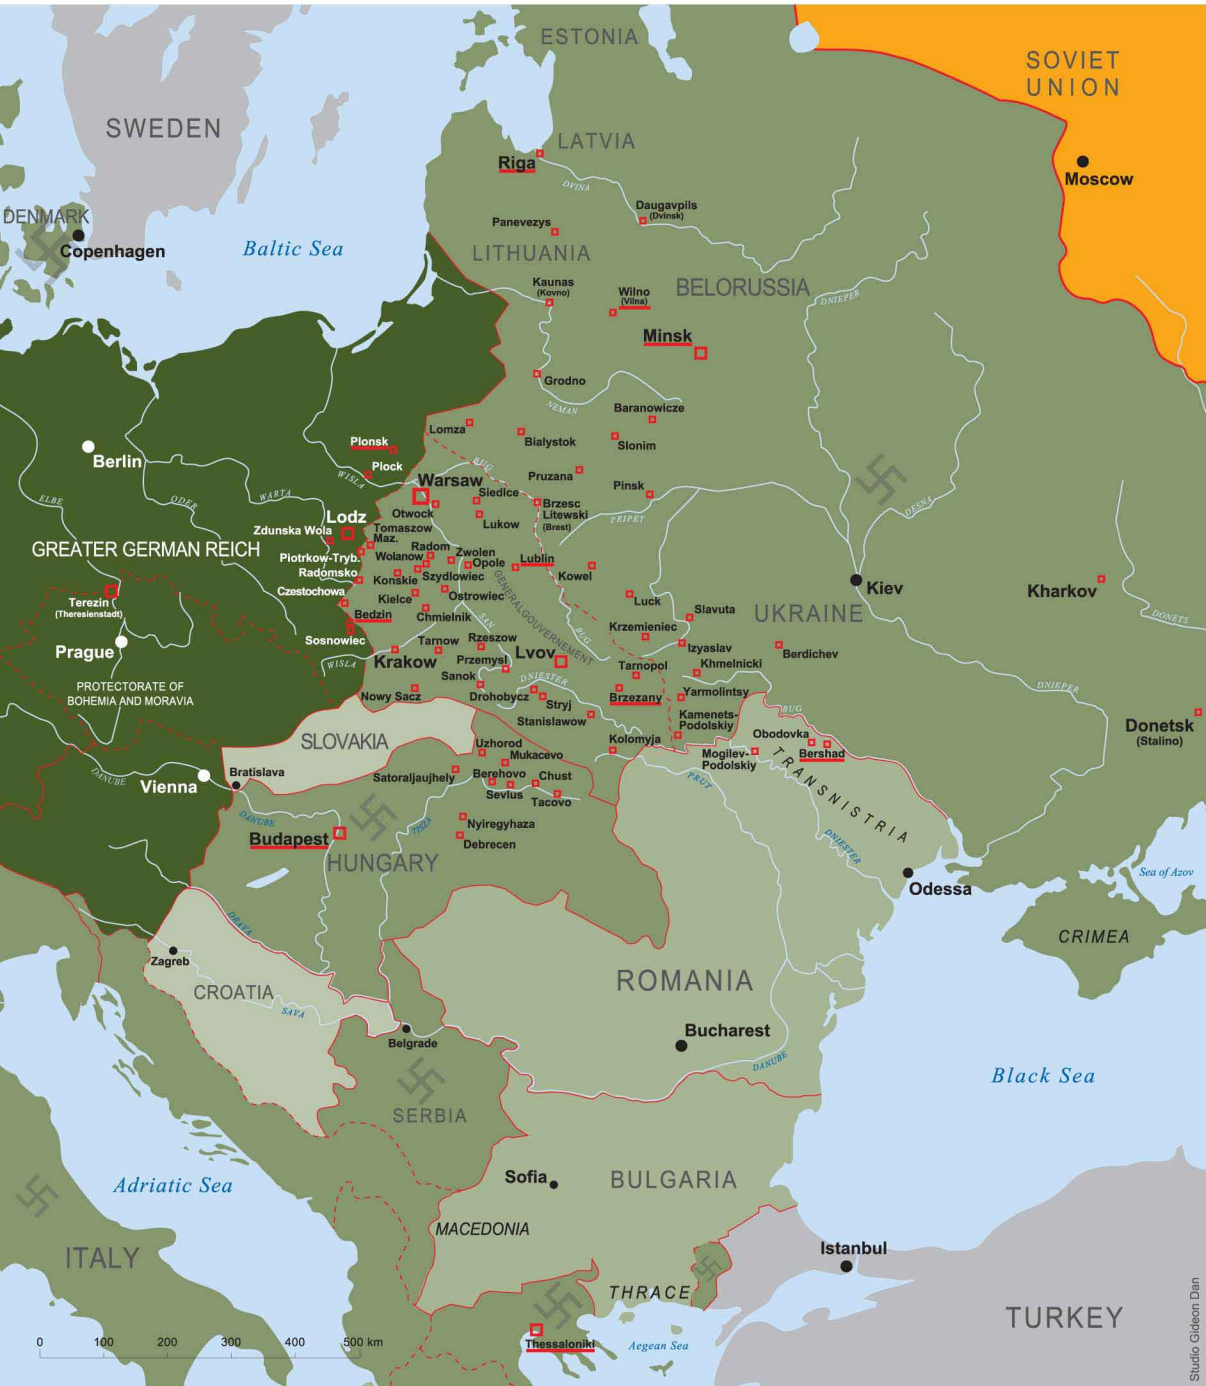 ESTONIA
SOVIET
UNION
SWEDEN
LATVIA
Riga
Moscow
DVINA
Daugavpils
(Dvinsk)
DENMARK
Panevezys
Copenhagen
Baltic Sea
LITHUANIA
Kaunas
(Kovno)
Wilno
(Vilna)
BELORUSSIA
DNIEPER
Minsk
Grodno
NEMAN
Baranowicze
Lomza
Bialystok
Slonim
Plonsk
Berlin
Plock
BUG
WISLA
Warsaw
Pruzana
Pinsk
Siedlce
ELBE
ODER
WARTA
Otwock
Brzesc
Litewski
(Brest)
DESNA
Lodz
Lukow
PRIPET
Zdunska Wola
Tomaszow
Maz.
GREATER GERMAN REICH
Piotrkow-Tryb.
Wolanow
Radom
Zwolen
Opole
Lublin
Radomsko
Konskie
Szydlowiec
Kowel
Kiev
Kharkov
Terezin
(Theresienstadt)
Czestochowa
Kielce
Ostrowiec
GENERALGOUVERNEMENT
Luck
Slavuta
UKRAINE
DONETS
Bedzin
Chmielnik
SAN
BUG
Krzemieniec
Sosnowiec
Tarnow
Rzeszow
Izyaslav
Prague
Lvov
Berdichev
WISLA
Krakow
Przemysl
Tarnopol
Khmelnicki
Sanok
DNIESTER
DNIEPER
PROTECTORATE OF
BOHEMIA AND MORAVIA
Nowy Sacz
Drohobycz
Stryj
Brzezany
Yarmolintsy
BUG
Stanislawow
Kamenets-
Podolskiy
Donetsk
(Stalino)
SLOVAKIA
Uzhorod
Kolomyja
Obodovka
Mukacevo
Mogilev-
Podolskiy
Bershad
DANUBE
Bratislava
Satoraljaujhely
Berehovo
Chust
TRANSNISTRIA
Vienna
Sevlus
Tacovo
PRUT
DANUBE
TISZA
Nyiregyhaza
Budapest
Debrecen
DNIESTER
HUNGARY
Odessa
Sea of Azov
DRAVA
CRIMEA
Zagreb
CROATIA
ROMANIA
SAVA
Belgrade
Bucharest
DANUBE
Black Sea
SERBIA
Adriatic Sea
Sofia
BULGARIA
MACEDONIA
ITALY
Istanbul
THRACE
TURKEY
Thessaloniki
Aegean Sea
0 100 200 300 400 500 km
Studio Gideon Dan